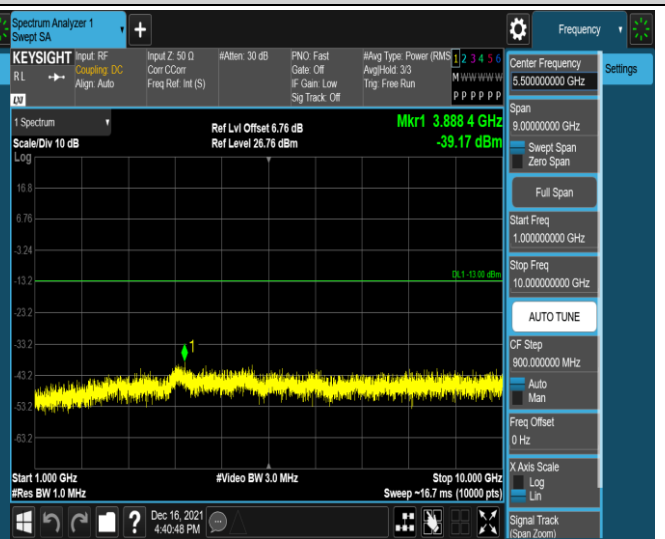 Spectrum Analyzer 1
Swept SA
Frequency
KEYSIGHT
R L
LXI
Input: RF
Coupling: DC
Align: Auto
Input Z: 50 Ω
Corr CCorr
Freq Ref: Int (S)
#Atten: 30 dB
PNO: Fast
Gate: Off
IF Gain: Low
Sig Track: Off
#Avg Type: Power (RMS
Avg|Hold: 3/3
Trig: Free Run
1 2 3 4 5 6
M W W W W W
P P P P P P
1 Spectrum
Scale/Div 10 dB
Log
Ref Lvl Offset 6.76 dB
Ref Level 26.76 dBm
Mkr1 3.888 4 GHz
-39.17 dBm
16.8
6.76
-3.24
-13.2
-23.2
-33.2
-43.2
-53.2
-63.2
DL1 -13.00 dBm
1
Start 1.000 GHz
#Res BW 1.0 MHz
#Video BW 3.0 MHz
Stop 10.000 GHz
Sweep ~16.7 ms (10000 pts)
?
Dec 16, 2021
4:40:48 PM
Center Frequency
5.50000000 GHz
Span
9.00000000 GHz
Swept Span
Zero Span
Full Span
Start Freq
1.000000000 GHz
Stop Freq
10.00000000 GHz
AUTO TUNE
CF Step
900.000000 MHz
Auto
Man
Freq Offset
0 Hz
X Axis Scale
Log
Lin
Signal Track
(Span Zoom)
Settings